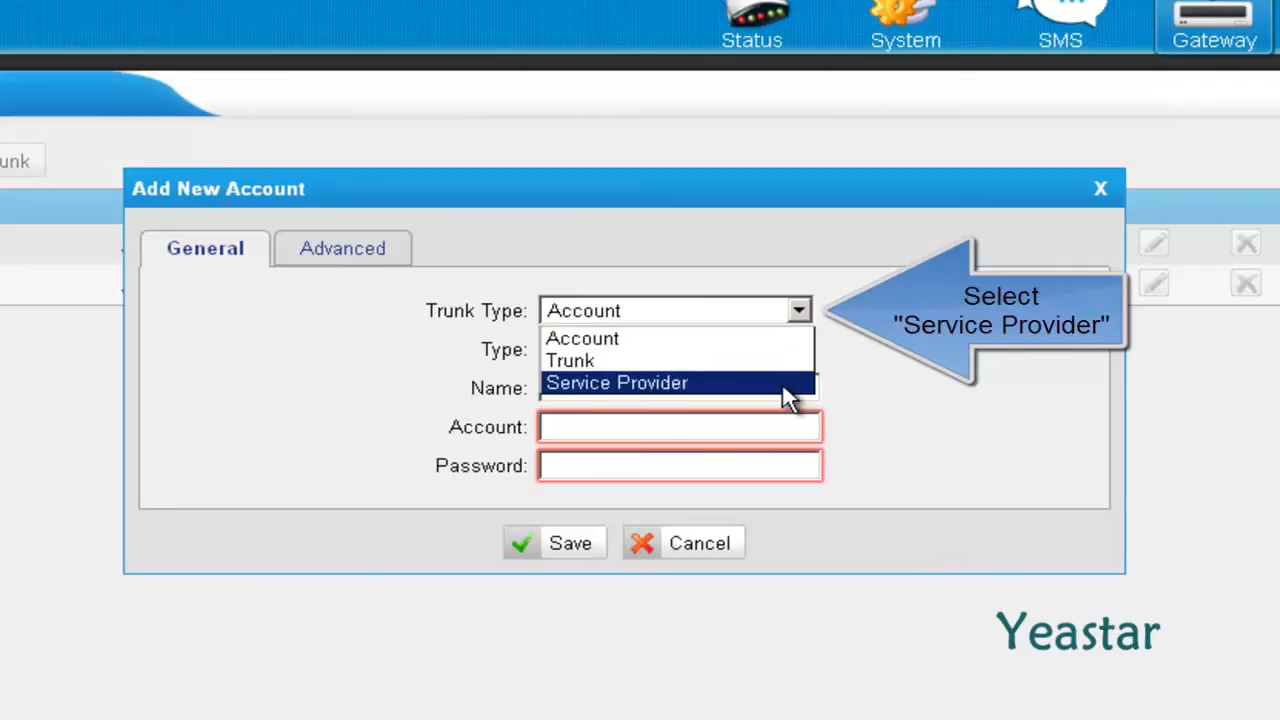 Status
System
SMS
Gateway
unk
Add New Account
X
General
Advanced
Trunk Type:
Account
Select
"Service Provider"
Type:
Account
Trunk
Service Provider
Name:
Account:
Password:
Save
Cancel
Yeastar